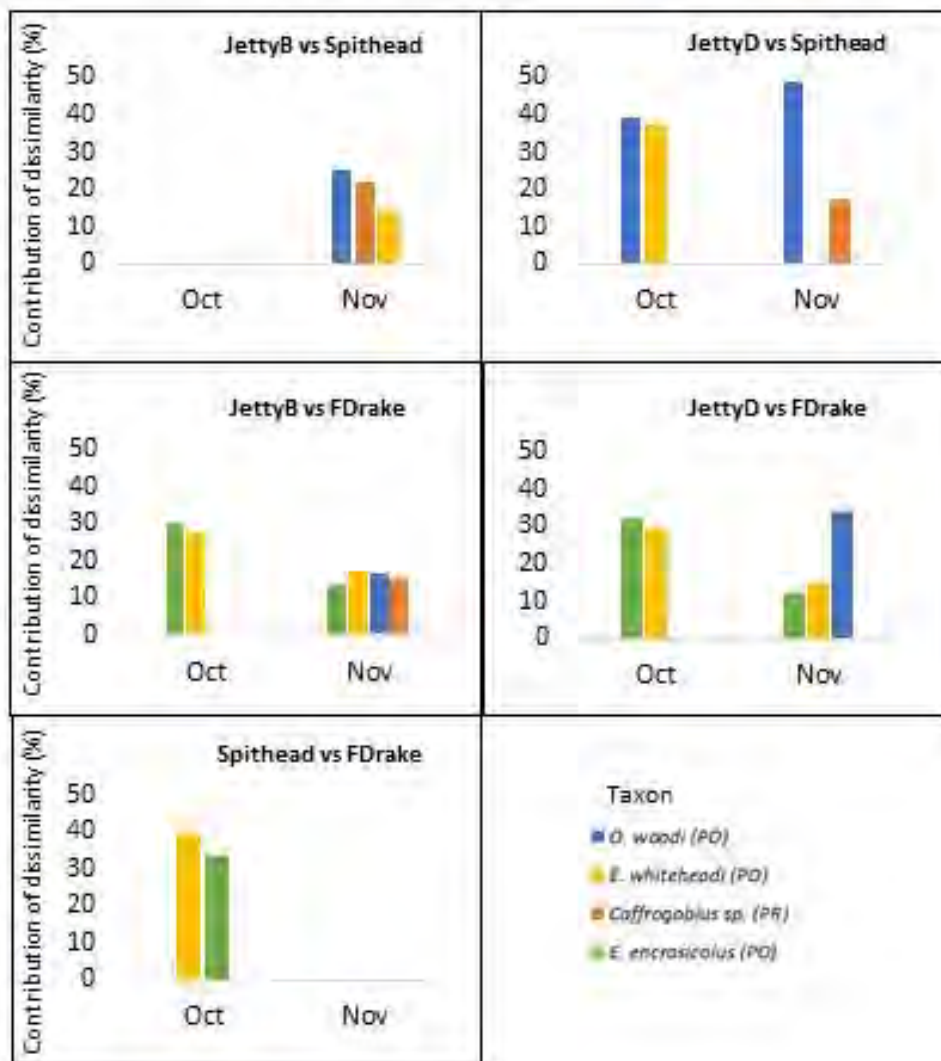 JettyB vs Spithead
Contribution of dissimilarity (%)
50
40
30
20
10
0
Oct Nov
JettyD vs Spithead
50
40
30
20
10
0
Oct Nov
JettyB vs FDrake
Contribution of dissimilarity (%)
50
40
30
20
10
0
Oct Nov
JettyD vs FDrake
50
40
30
20
10
0
Oct Nov
Spithead vs FDrake
Contribution of dissimilarity (%)
50
40
30
20
10
0
Oct Nov
Taxon
O. woodi (PO)
E. whiteheadi (PO)
Caffrogobius sp. (PR)
E. encrasicolus (PO)